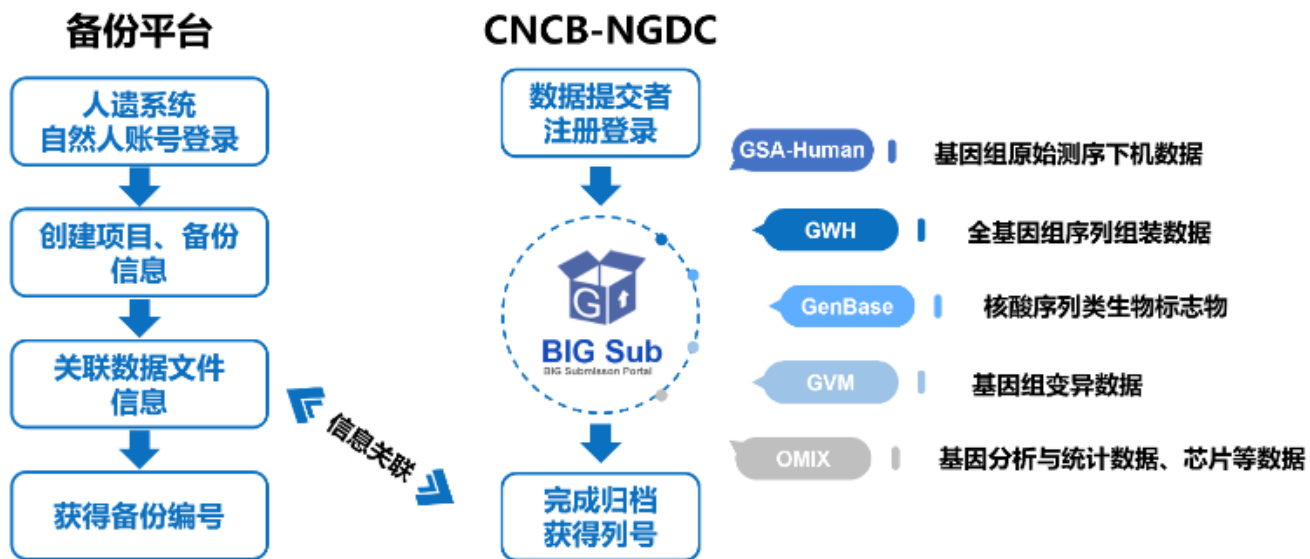 备份平台
人遗系统
自然人账号登录
创建项目、备份
信息
关联数据文件
信息
获得备份编号
信息关联
CNCB-NGDC
数据提交者
注册登录
G
BIG Sub
BIG Submisson Portal
完成归档
获得列号
GSA-Human
基因组原始测序下机数据
GWH
全基因组序列组装数据
GenBase
核酸序列类生物标志物
GVM
基因组变异数据
OMIX
基因分析与统计数据、芯片等数据